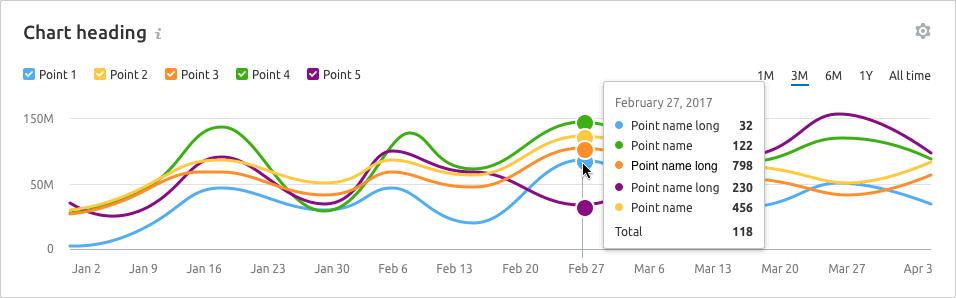 Chart heading i
Point 1 Point 2 Point 3 Point 4 Point 5
1M 3M 6M 1Y All time
February 27, 2017
Point name long 32
Point name 122
Point name long 798
Point name long 230
Point name 456
Total 118
150M
50M
0
Jan 2 Jan 9 Jan 16 Jan 23 Jan 30 Feb 6 Feb 13 Feb 20 Feb 27 Mar 6 Mar 13 Mar 20 Mar 27 Apr 3